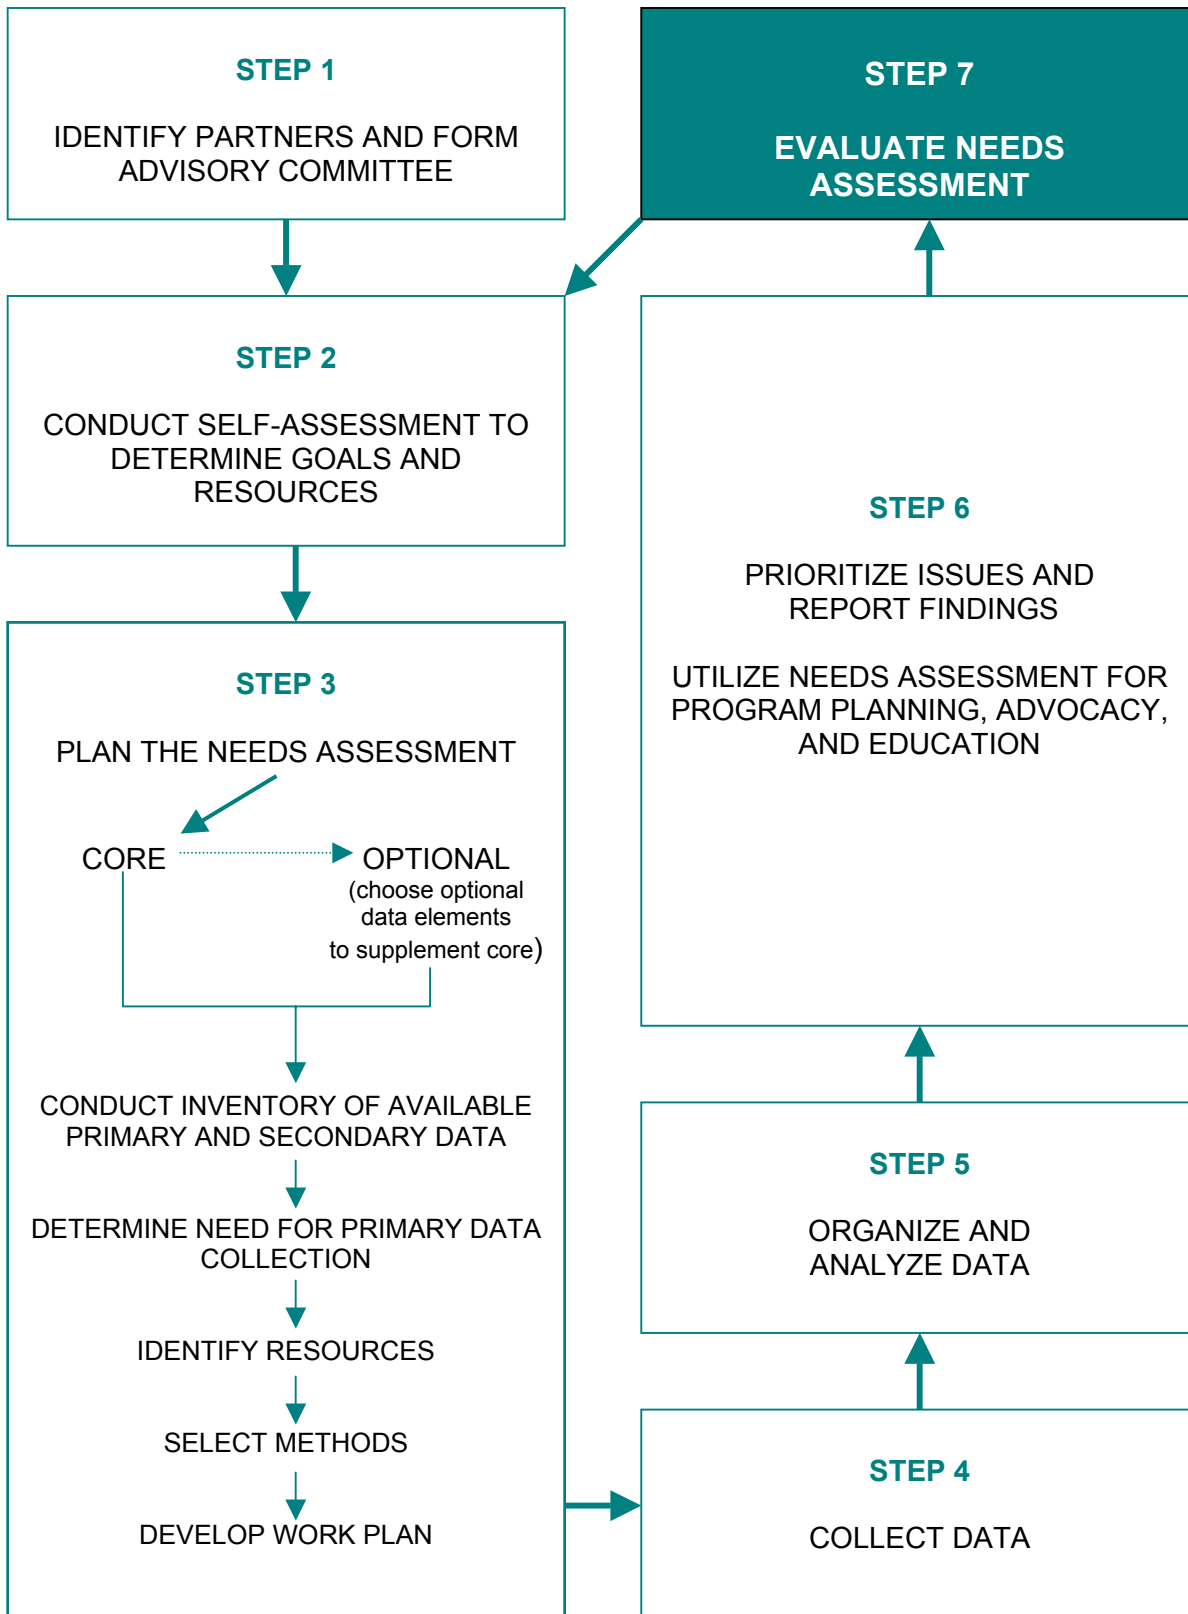 STEP 1
IDENTIFY PARTNERS AND FORM
ADVISORY COMMITTEE
STEP 2
CONDUCT SELF-ASSESSMENT TO
DETERMINE GOALS AND
RESOURCES
STEP 3
PLAN THE NEEDS ASSESSMENT
CORE
OPTIONAL
(choose optional
data elements
to supplement core)
CONDUCT INVENTORY OF AVAILABLE
PRIMARY AND SECONDARY DATA
DETERMINE NEED FOR PRIMARY DATA
COLLECTION
IDENTIFY RESOURCES
SELECT METHODS
DEVELOP WORK PLAN
STEP 4
COLLECT DATA
STEP 5
ORGANIZE AND
ANALYZE DATA
STEP 6
PRIORITIZE ISSUES AND
REPORT FINDINGS
UTILIZE NEEDS ASSESSMENT FOR
PROGRAM PLANNING, ADVOCACY,
AND EDUCATION
STEP 7
EVALUATE NEEDS
ASSESSMENT